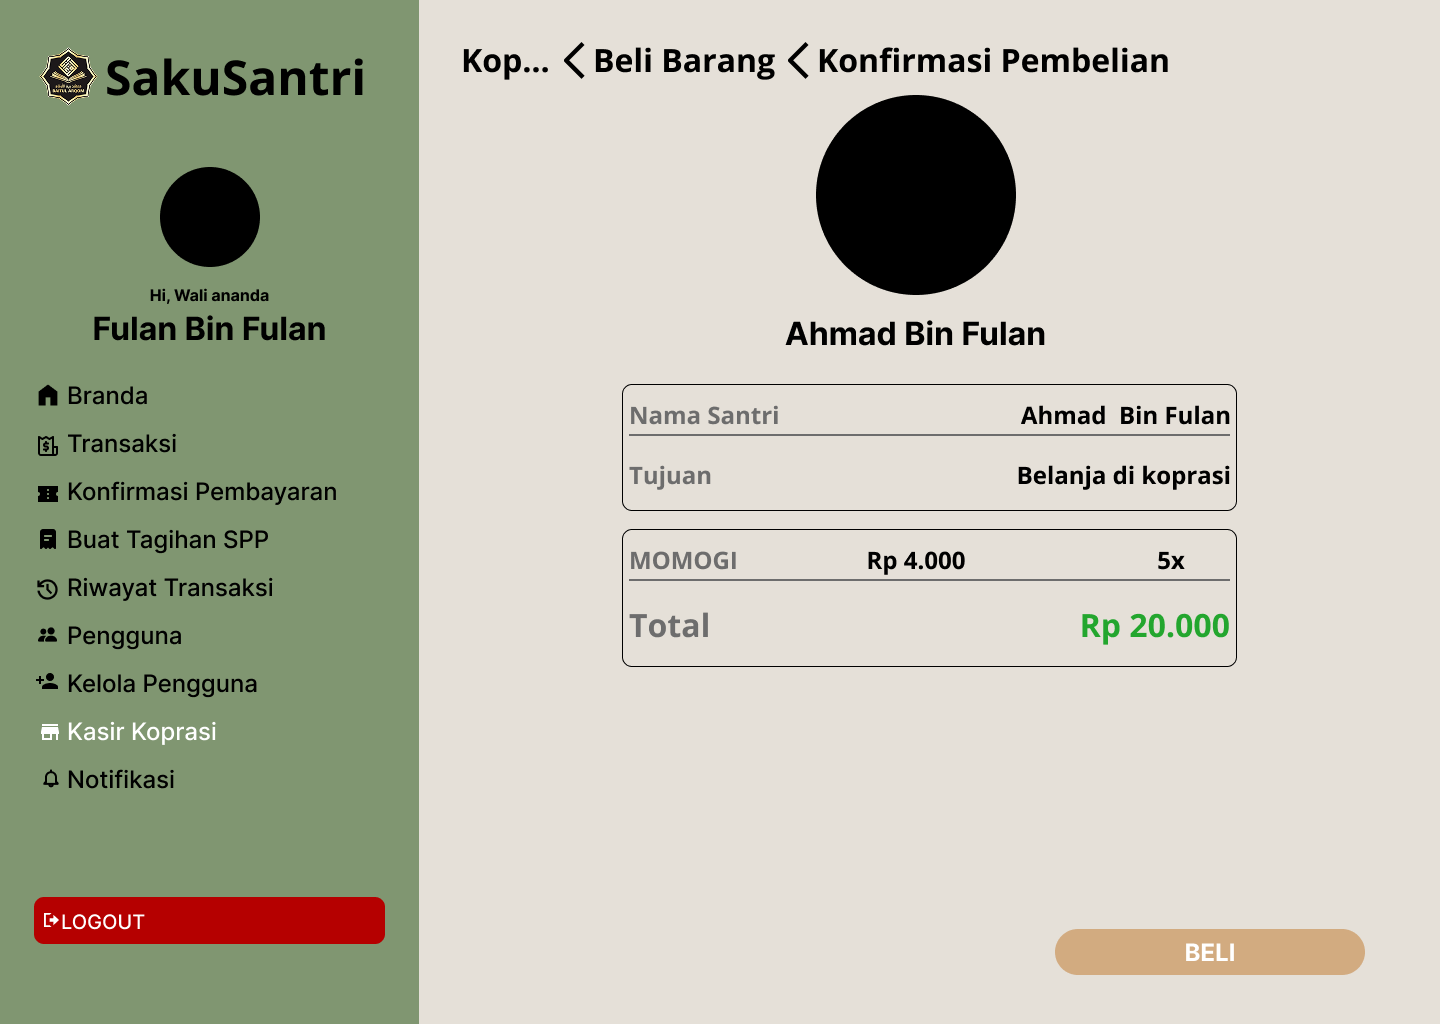 SakuSantri
Hi, Wali ananda
Fulan Bin Fulan
Branda
Transaksi
Konfirmasi Pembayaran
Buat Tagihan SPP
Riwayat Transaksi
Pengguna
Kelola Pengguna
Kasir Koprasi
Notifikasi
LOGOUT
Kop... Beli Barang Konfirmasi Pembelian
Ahmad Bin Fulan
Nama Santri Ahmad Bin Fulan
Tujuan Belanja di koprasi
MOMOGI Rp 4.000 5x
Total Rp 20.000
BELI